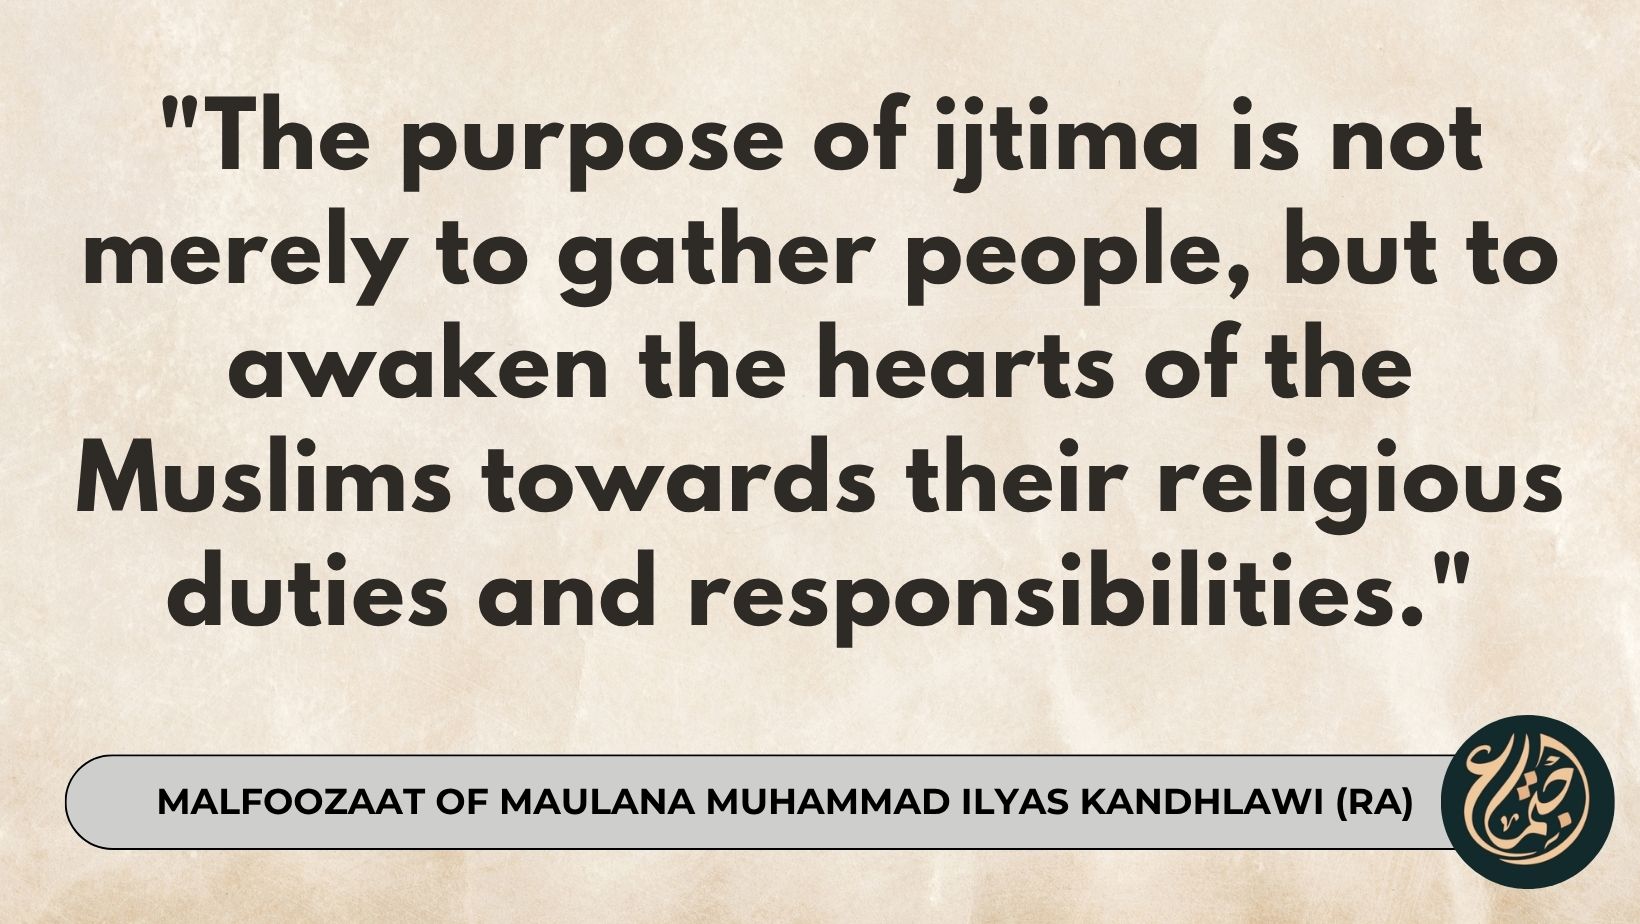 "The purpose of ijtima is not
merely to gather people, but to
awaken the hearts of the
Muslims towards their religious
duties and responsibilities."
MALFOOZAAT OF MAULANA MUHAMMAD ILYAS KANDHLAWI (RA)
اجتماع